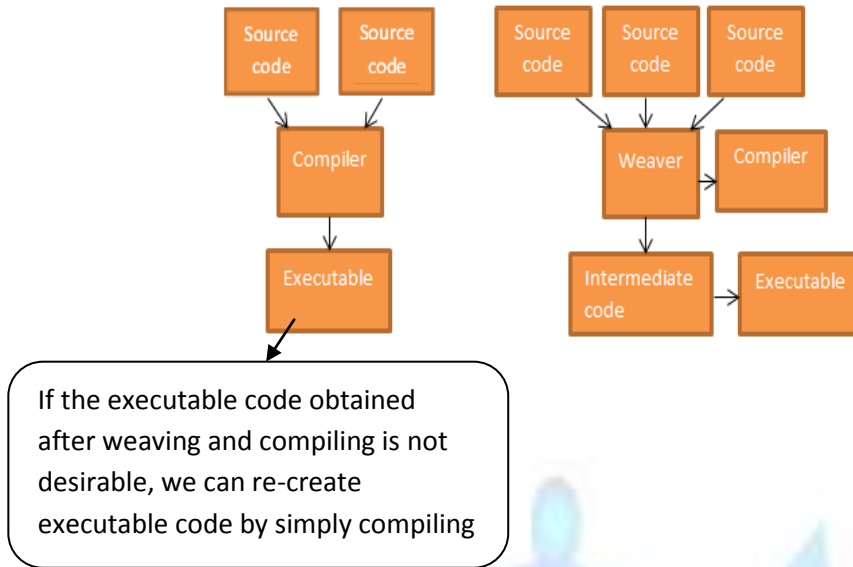 Source
code
Source
code
Compiler
Executable
Source
code
Source
code
Source
code
Weaver
Compiler
Intermediate
code
Executable
If the executable code obtained
after weaving and compiling is not
desirable, we can re-create
executable code by simply compiling